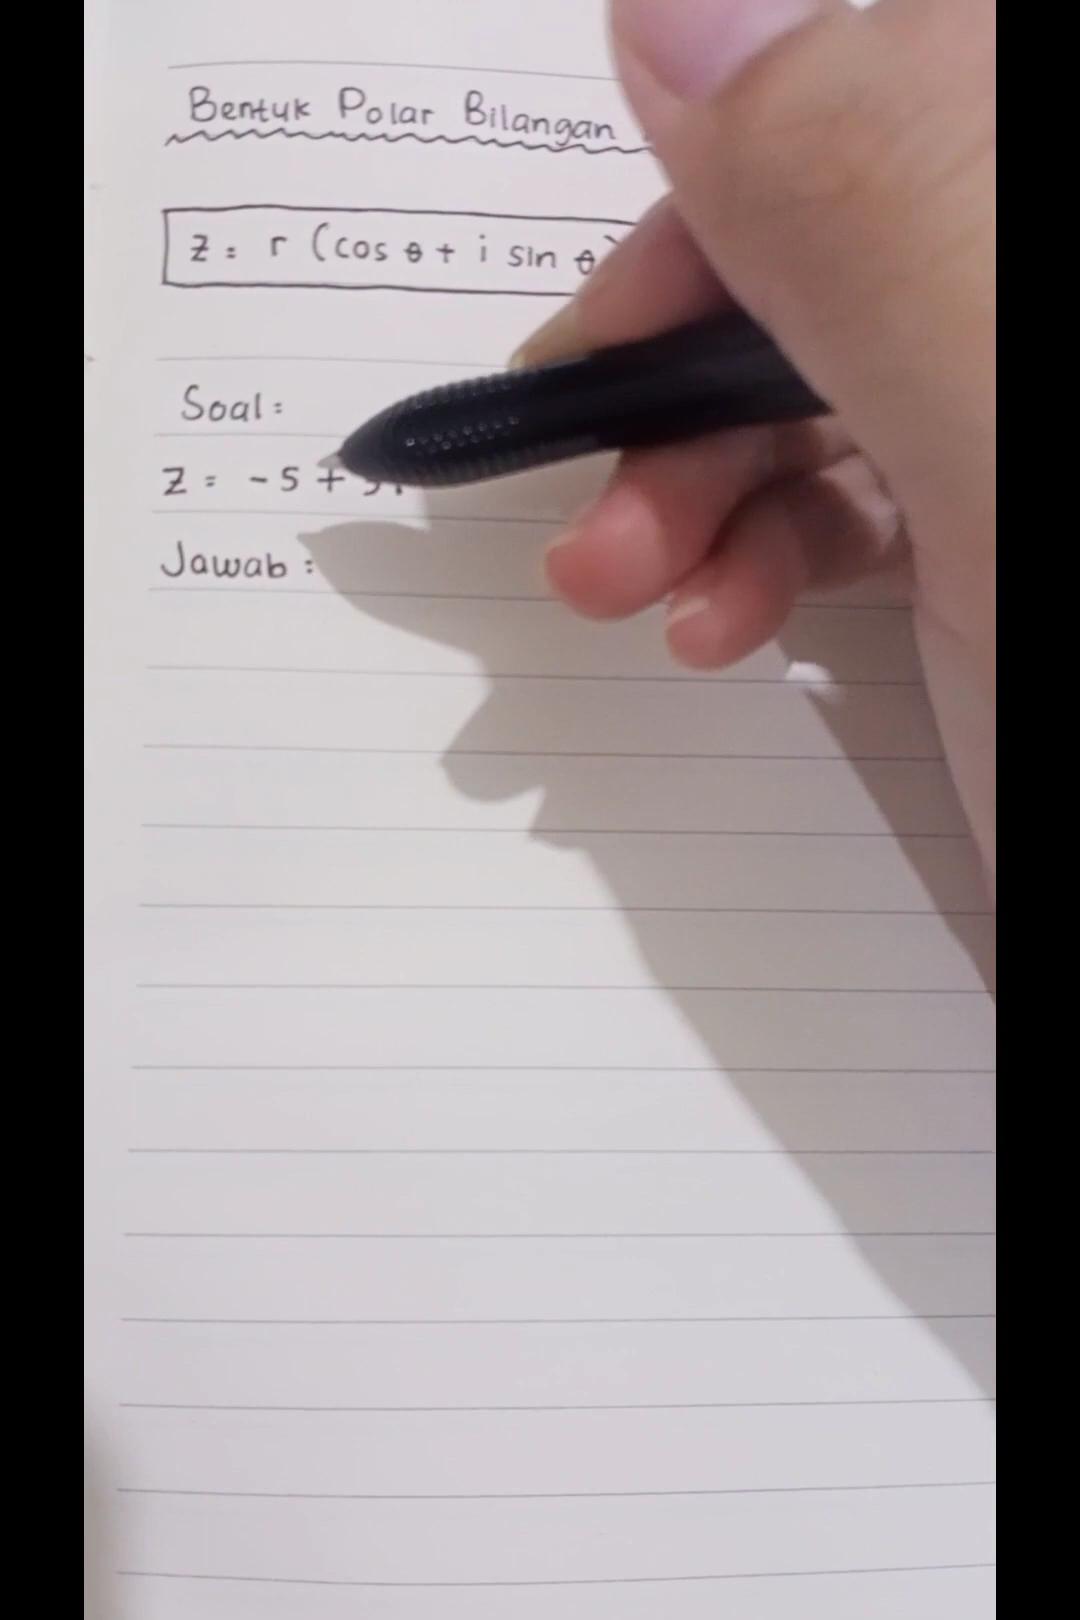 Bentuk Polar Bilangan
z = r (cos θ + i sin θ)
Soal =
z = -5 +
Jawab :